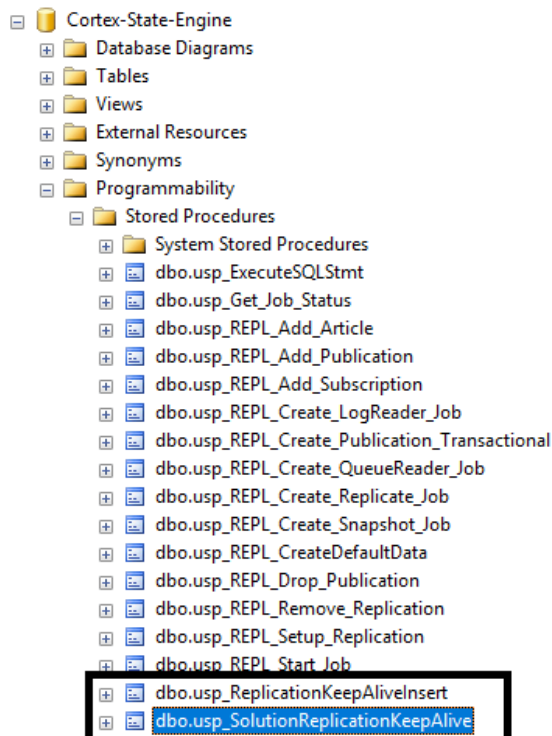 Cortex-State-Engine
Database Diagrams
Tables
Views
External Resources
Synonyms
Programmability
Stored Procedures
System Stored Procedures
dbo.usp_ExecuteSQLStmt
dbo.usp_Get_Job_Status
dbo.usp_REPL_Add_Article
dbo.usp_REPL_Add_Publication
dbo.usp_REPL_Add_Subscription
dbo.usp_REPL_Create_LogReader_Job
dbo.usp_REPL_Create_Publication_Transactional
dbo.usp_REPL_Create_QueueReader_Job
dbo.usp_REPL_Create_Replicate_Job
dbo.usp_REPL_Create_Snapshot_Job
dbo.usp_REPL_CreateDefaultData
dbo.usp_REPL_Drop_Publication
dbo.usp_REPL_Remove_Replication
dbo.usp_REPL_Setup_Replication
dbo.usp_REPL_Start_Job
dbo.usp_ReplicationKeepAliveInsert
dbo.usp_SolutionReplicationKeepAlive